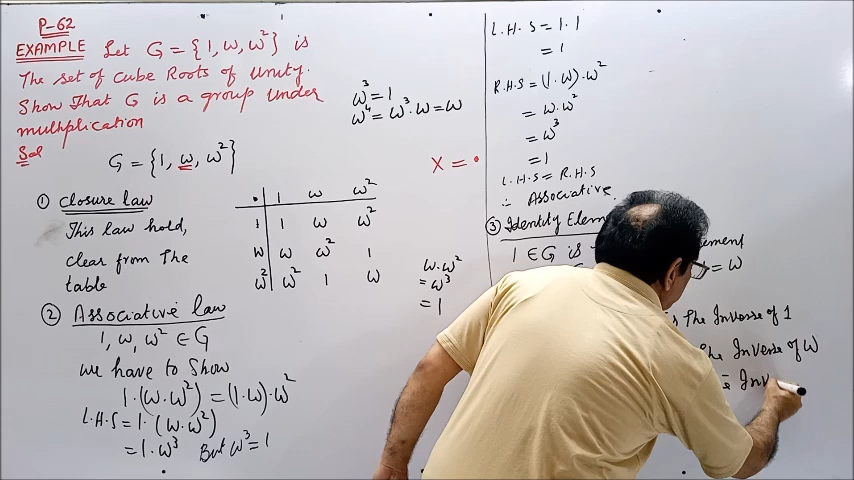 P-62
EXAMPLE Let G = {1, ω, ω²} is
The set of cube Roots of unity.
Show That G is a group under
multiplication
Sol
G = {1, ω, ω²}
ω³ = 1
ω⁴ = ω³·ω = ω
X = •
① closure law
This law hold,
clear from The
table
• 1 ω ω²
1 1 ω ω²
ω ω ω² 1
ω² ω² 1 ω
ω·ω²
= ω³
= 1
② Associative law
1, ω, ω² ∈ G
we have to Show
1·(ω·ω²) = (1·ω)·ω²
L.H.S = 1·(ω·ω²)
= 1·ω³ But ω³ = 1
L.H.S = 1·1
= 1
R.H.S = (1·ω)·ω²
= ω·ω²
= ω³
= 1
L.H.S = R.H.S
∴ Associative.
③ Identity
1 ∈ G is
= ω
The Inverse of 1
The Inverse of ω